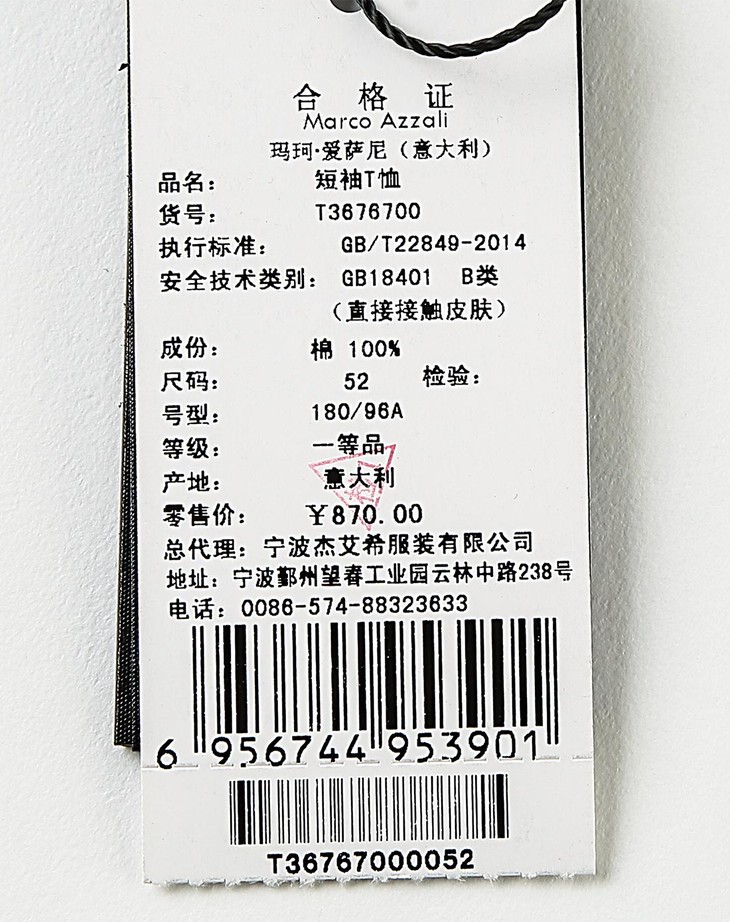 合格证
Marco Azzali
玛珂·爱萨尼（意大利）
品名： 短袖T恤
货号： T3676700
执行标准： GB/T22849-2014
安全技术类别： GB18401 B类
（直接接触皮肤）
成份： 棉 100%
尺码： 52 检验：
号型： 180/96A
等级： 一等品
产地： 意大利
零售价： ￥870.00
总代理：宁波杰艾希服装有限公司
地址：宁波鄞州望春工业园云林中路238号
电话：0086-574-88323633
6 956744 953901
T36767000052